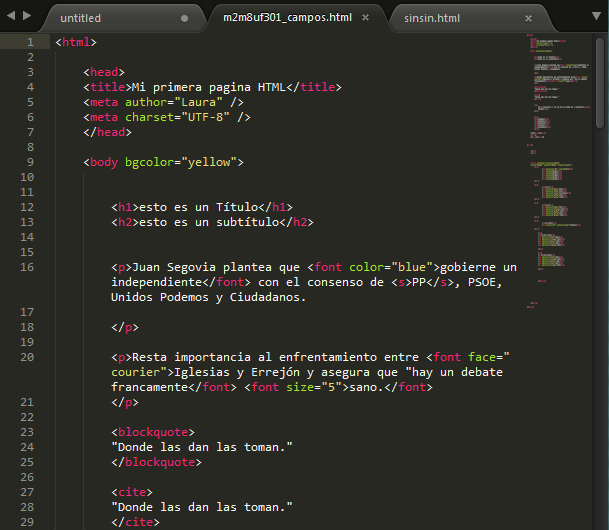 untitled m2m8uf301_campos.html sinsin.html
1 <html>
2
3 <head>
4 <title>Mi primera pagina HTML</title>
5 <meta author="Laura" />
6 <meta charset="UTF-8" />
7 </head>
8
9 <body bgcolor="yellow">
10
11
12 <h1>esto es un Título</h1>
13 <h2>esto es un subtítulo</h2>
14
15
16 <p>Juan Segovia plantea que <font color="blue">gobierne un
independiente</font> con el consenso de <s>PP</s>, PSOE,
Unidos Podemos y Ciudadanos.
17
18 </p>
19
20 <p>Resta importancia al enfrentamiento entre <font face="
courier">Iglesias y Errejón y asegura que "hay un debate
francamente</font> <font size="5">sano.</font>
21 </p>
22
23 <blockquote>
24 "Donde las dan las toman."
25 </blockquote>
26
27 <cite>
28 "Donde las dan las toman."
29 </cite>